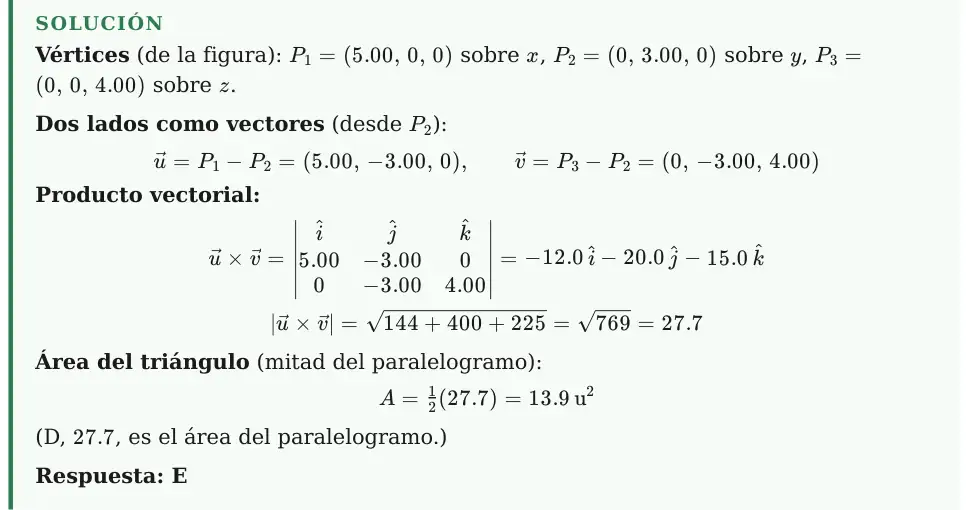 SOLUCIÓN
Vértices (de la figura): P₁ = (5.00, 0, 0) sobre x, P₂ = (0, 3.00, 0) sobre y, P₃ =
(0, 0, 4.00) sobre z.
Dos lados como vectores (desde P₂):
u⃗ = P₁ − P₂ = (5.00, −3.00, 0), v⃗ = P₃ − P₂ = (0, −3.00, 4.00)
Producto vectorial:
u⃗ × v⃗ = | î ĵ k̂ |
| 5.00 −3.00 0 | = −12.0 î − 20.0 ĵ − 15.0 k̂
| 0 −3.00 4.00 |
|u⃗ × v⃗| = √(144 + 400 + 225) = √769 = 27.7
Área del triángulo (mitad del paralelogramo):
A = ½(27.7) = 13.9 u²
(D, 27.7, es el área del paralelogramo.)
Respuesta: E